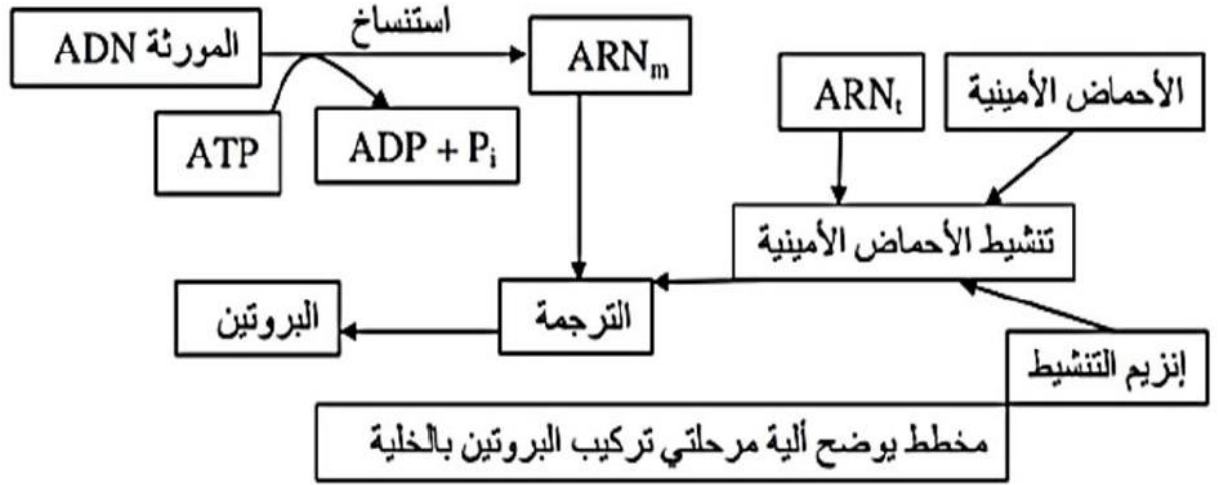 المورثة ADN
استنساخ
ARNm
ATP
ADP + Pi
ARNt
الأحماض الأمينية
تنشيط الأحماض الأمينية
إنزيم التنشيط
الترجمة
البروتين
مخطط يوضح ألية مرحلتي تركيب البروتين بالخلية